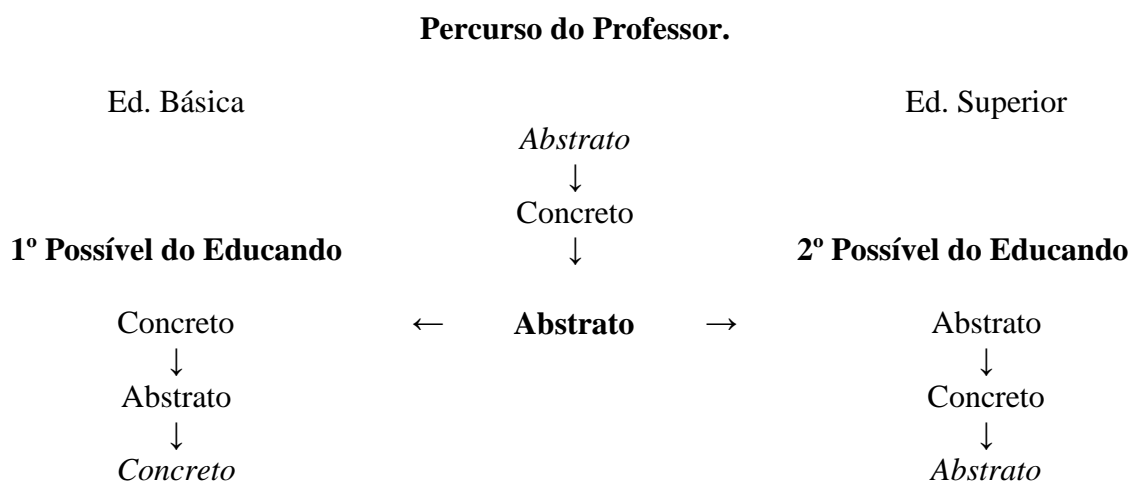 Percurso do Professor.
Ed. Básica Ed. Superior
Abstrato
↓
Concreto
1º Possível do Educando ↓ 2º Possível do Educando
Concreto ← Abstrato → Abstrato
↓ ↓
Abstrato Concreto
↓ ↓
Concreto Abstrato